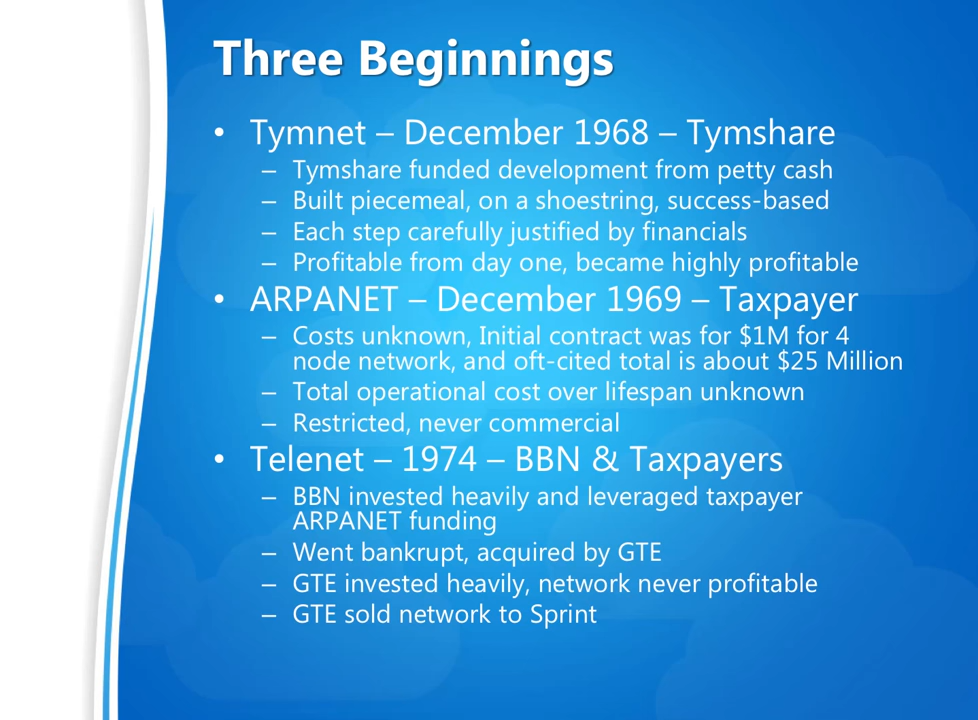 Three Beginnings
• Tymnet – December 1968 – Tymshare
– Tymshare funded development from petty cash
– Built piecemeal, on a shoestring, success-based
– Each step carefully justified by financials
– Profitable from day one, became highly profitable
• ARPANET – December 1969 – Taxpayer
– Costs unknown, Initial contract was for $1M for 4
node network, and oft-cited total is about $25 Million
– Total operational cost over lifespan unknown
– Restricted, never commercial
• Telenet – 1974 – BBN & Taxpayers
– BBN invested heavily and leveraged taxpayer
ARPANET funding
– Went bankrupt, acquired by GTE
– GTE invested heavily, network never profitable
– GTE sold network to Sprint